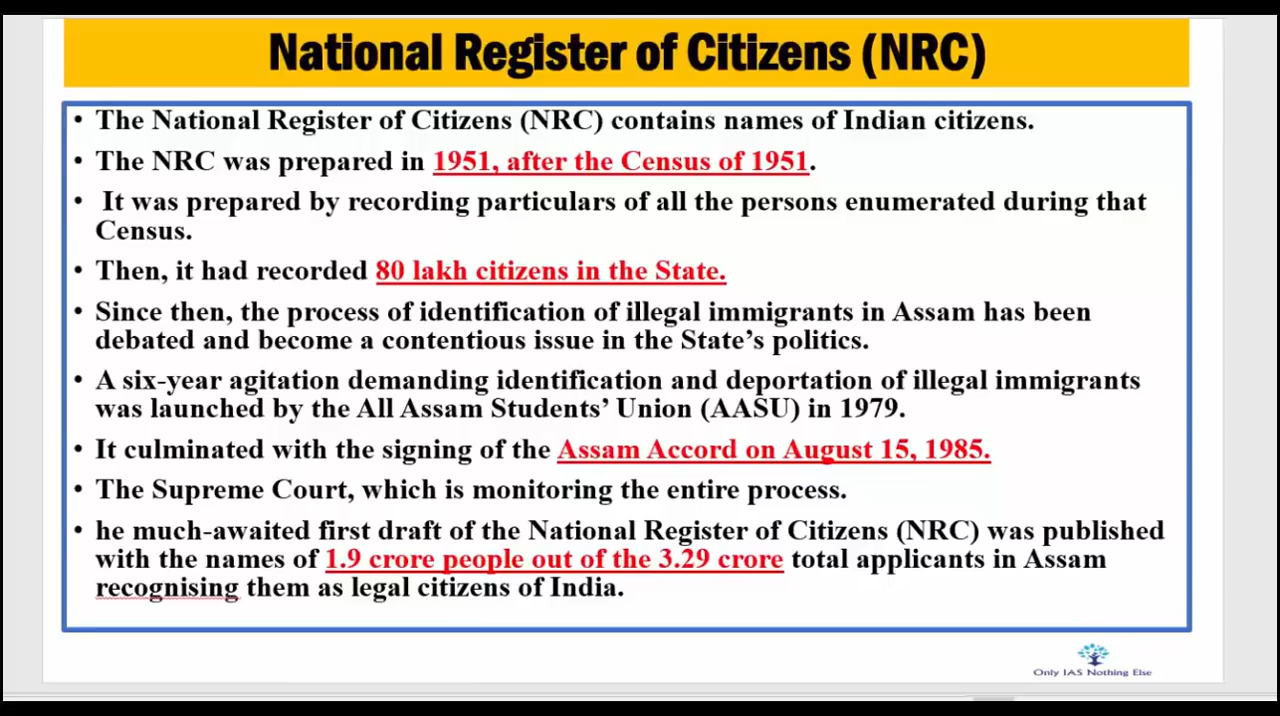 National Register of Citizens (NRC)
• The National Register of Citizens (NRC) contains names of Indian citizens.
• The NRC was prepared in 1951, after the Census of 1951.
• It was prepared by recording particulars of all the persons enumerated during that
Census.
• Then, it had recorded 80 lakh citizens in the State.
• Since then, the process of identification of illegal immigrants in Assam has been
debated and become a contentious issue in the State’s politics.
• A six-year agitation demanding identification and deportation of illegal immigrants
was launched by the All Assam Students’ Union (AASU) in 1979.
• It culminated with the signing of the Assam Accord on August 15, 1985.
• The Supreme Court, which is monitoring the entire process.
• he much-awaited first draft of the National Register of Citizens (NRC) was published
with the names of 1.9 crore people out of the 3.29 crore total applicants in Assam
recognising them as legal citizens of India.
Only IAS Nothing Else